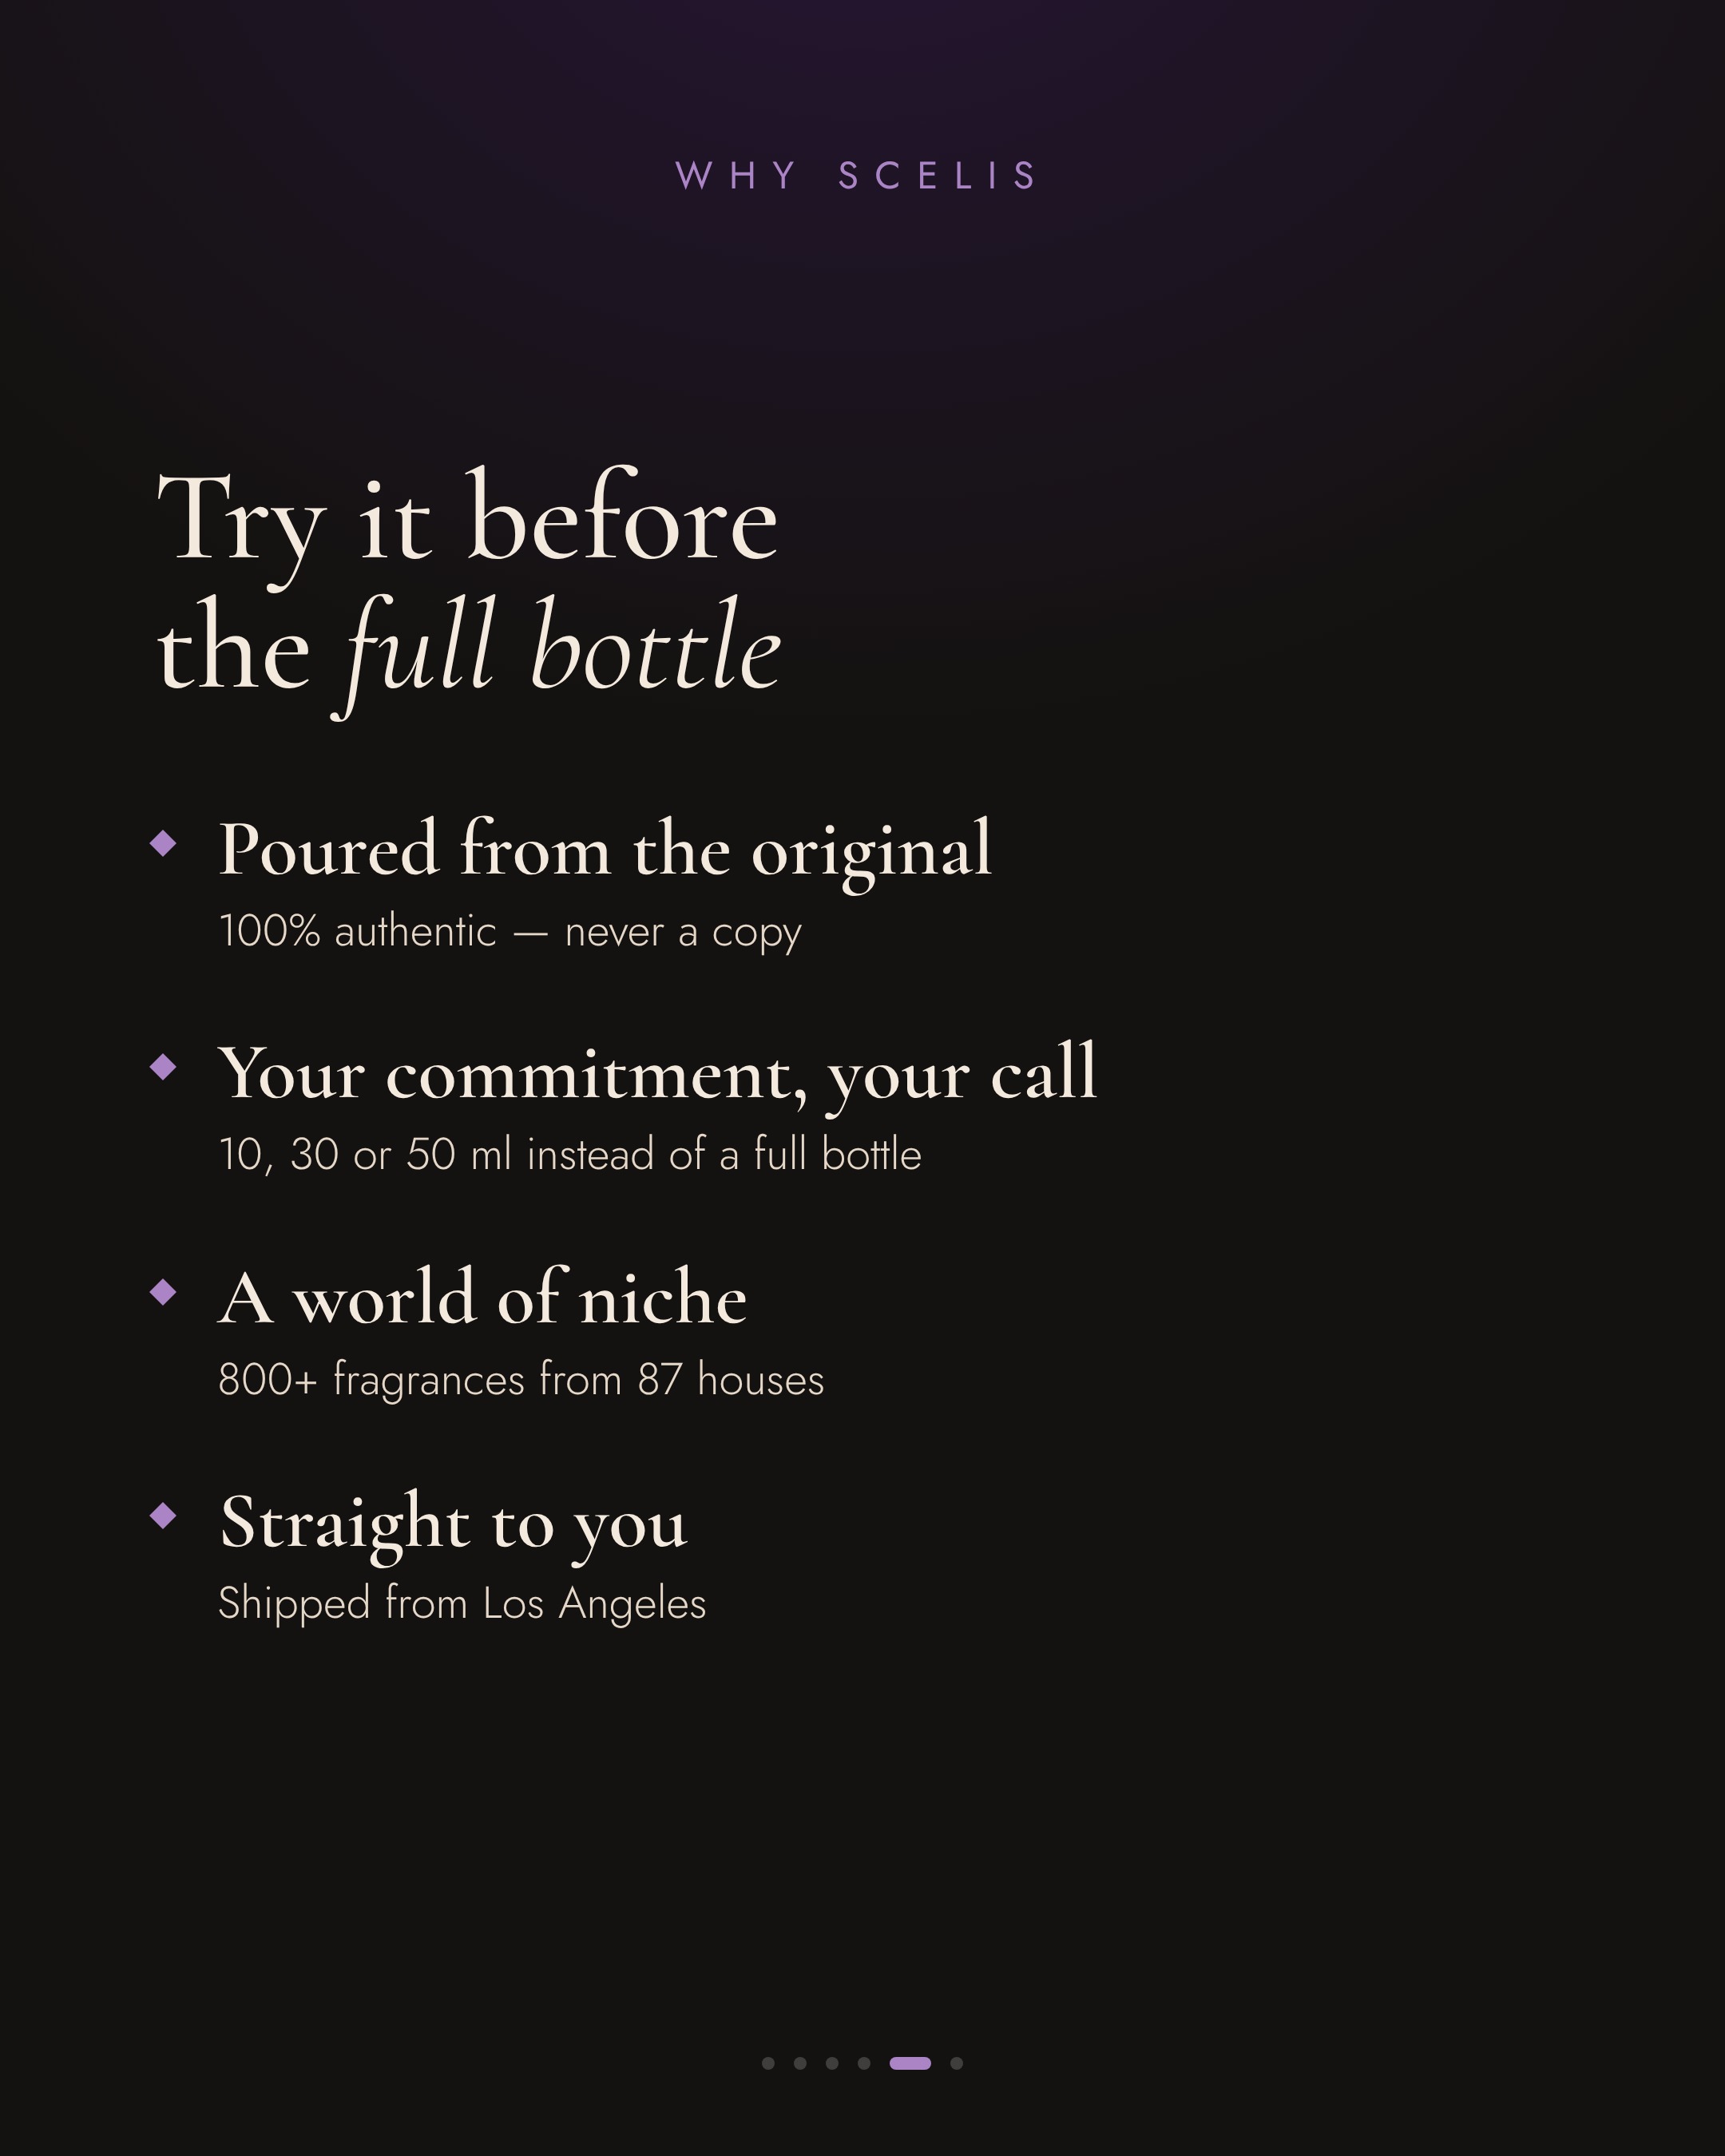 WHY SCELIS
Try it before
the full bottle
Poured from the original
100% authentic — never a copy
Your commitment, your call
10, 30 or 50 ml instead of a full bottle
A world of niche
800+ fragrances from 87 houses
Straight to you
Shipped from Los Angeles